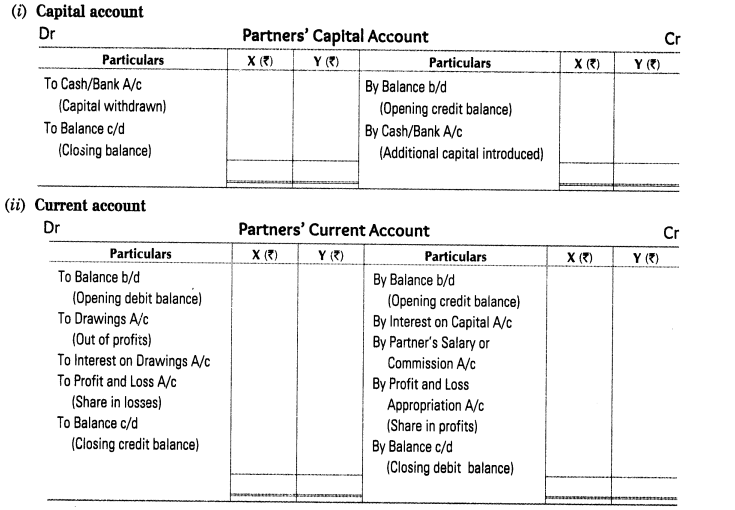 (i) Capital account
Dr Partners' Capital Account Cr
Particulars X (₹) Y (₹) Particulars X (₹) Y (₹)
To Cash/Bank A/c
(Capital withdrawn)
To Balance c/d
(Closing balance)
By Balance b/d
(Opening credit balance)
By Cash/Bank A/c
(Additional capital introduced)
(ii) Current account
Dr Partners' Current Account Cr
Particulars X (₹) Y (₹) Particulars X (₹) Y (₹)
To Balance b/d
(Opening debit balance)
To Drawings A/c
(Out of profits)
To Interest on Drawings A/c
To Profit and Loss A/c
(Share in losses)
To Balance c/d
(Closing credit balance)
By Balance b/d
(Opening credit balance)
By Interest on Capital A/c
By Partner's Salary or
Commission A/c
By Profit and Loss
Appropriation A/c
(Share in profits)
By Balance c/d
(Closing debit balance)